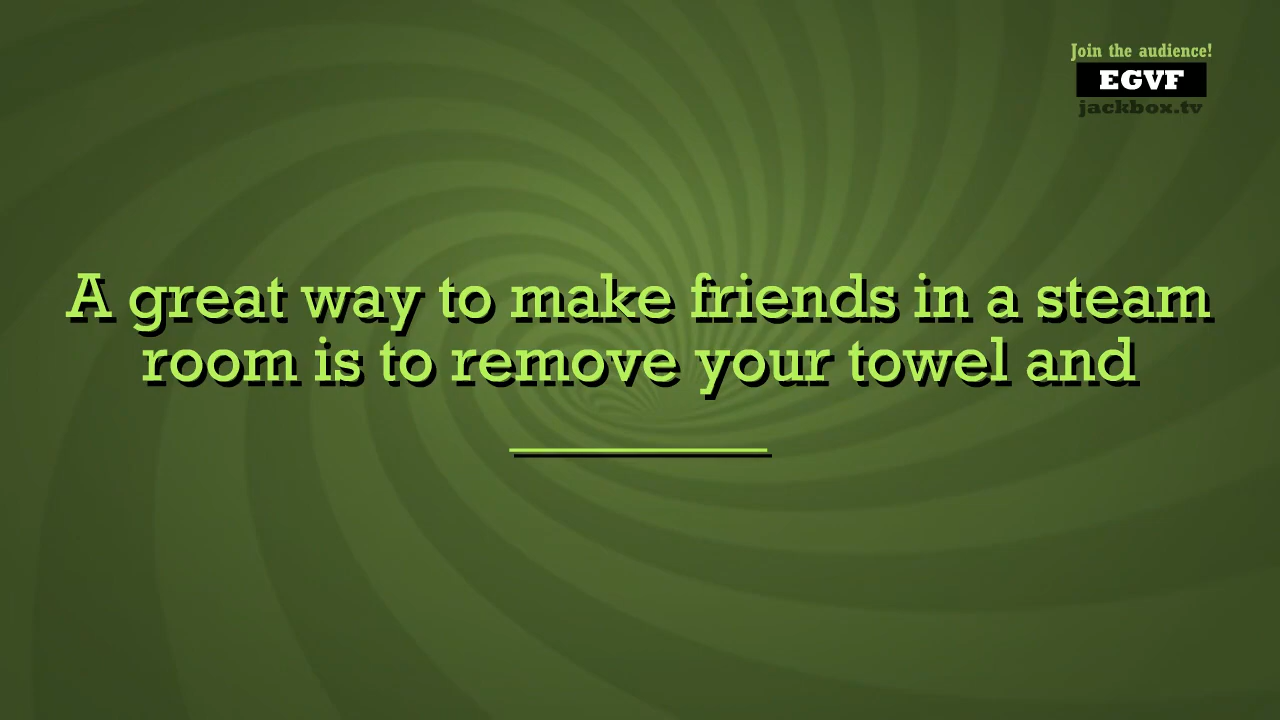 Join the audience!
EGVF
jackbox.tv
A great way to make friends in a steam
room is to remove your towel and